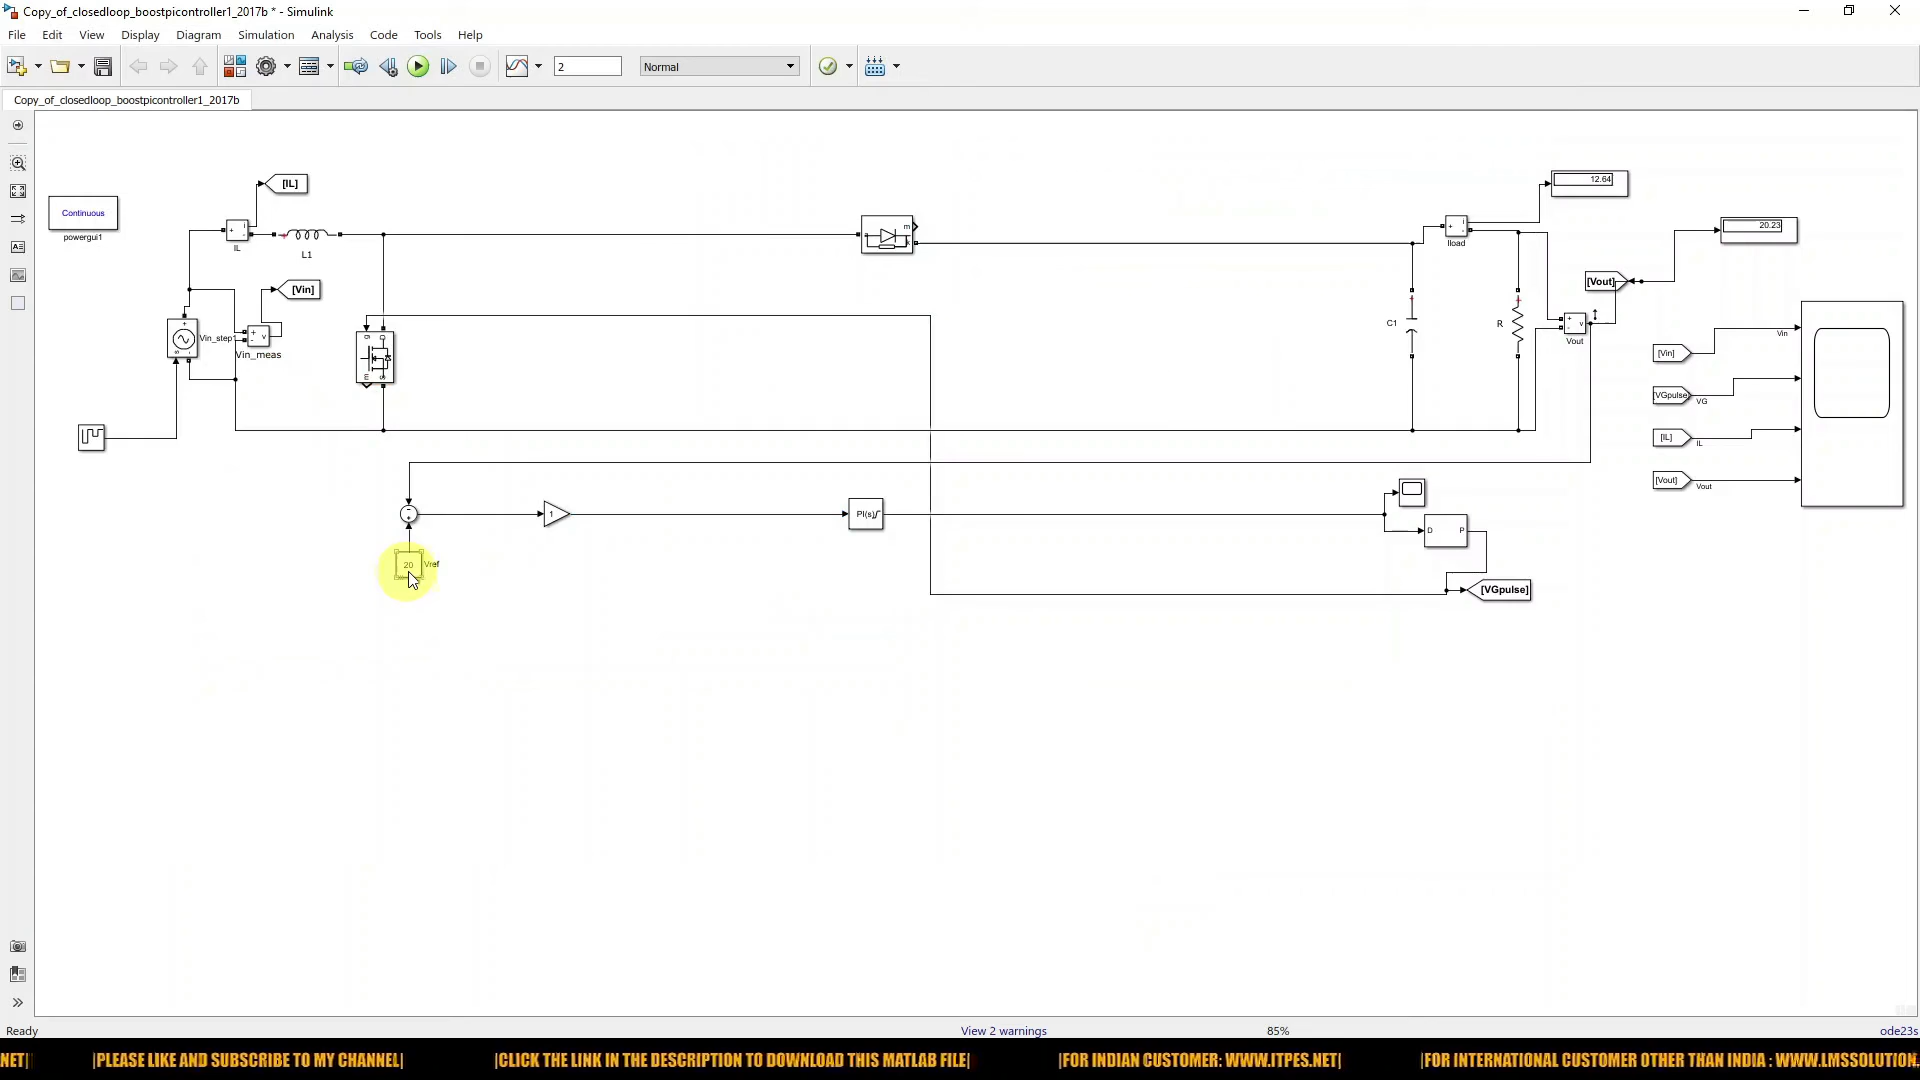 Copy_of_closedloop_boostpicontroller1_2017b * - Simulink
File Edit View Display Diagram Simulation Analysis Code Tools Help
2 Normal
Copy_of_closedloop_boostpicontroller1_2017b
Continuous
powergui1
[IL]
IL
L1
[Vin]
Vin_step1
Vin_meas
g D
m S
a m
k
12.64
Iload
20.23
[Vout]
C1
R
Vout
[Vin]
Vin
[VGpulse]
VG
[IL]
IL
[Vout]
Vout
1
PI(s)
D P
20
Vref
[VGpulse]
Ready
View 2 warnings
85%
ode23s
NET| |PLEASE LIKE AND SUBSCRIBE TO MY CHANNEL| |CLICK THE LINK IN THE DESCRIPTION TO DOWNLOAD THIS MATLAB FILE| |FOR INDIAN CUSTOMER: WWW.ITPES.NET| |FOR INTERNATIONAL CUSTOMER OTHER THAN INDIA : WWW.LMSSOLUTION.